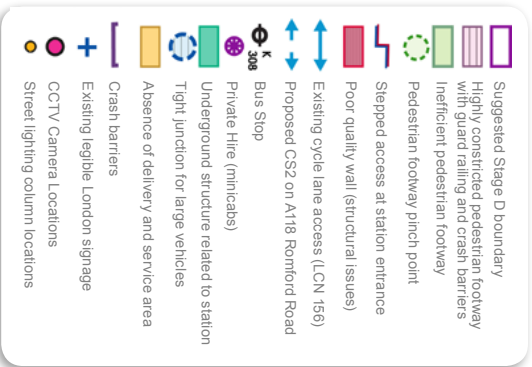 Suggested Stage D boundary
Highly constricted pedestrian footway
with guard railing and crash barriers
Inefficient pedestrian footway
Pedestrian footway pinch point
Stepped access at station entrance
Poor quality wall (structural issues)
Existing cycle lane access (LCN 156)
Proposed CS2 on A118 Romford Road
K
308
Bus Stop
Private Hire (minicabs)
Underground structure related to station
Tight junction for large vehicles
Absence of delivery and service area
Crash barriers
Existing legible London signage
CCTV Camera Locations
Street lighting column locations